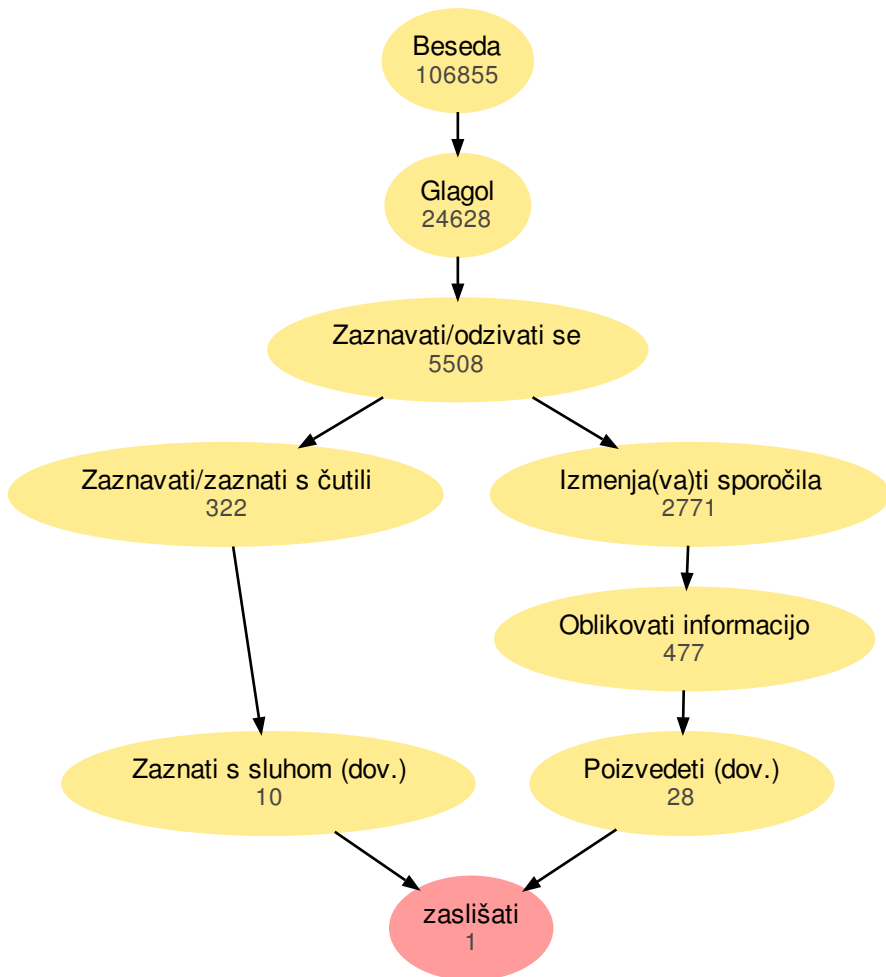 Beseda
106855
Glagol
24628
Zaznavati/odzivati se
5508
Zaznavati/zaznati s čutili
322
Izmenja(va)ti sporočila
2771
Oblikovati informacijo
477
Zaznati s sluhom (dov.)
10
Poizvedeti (dov.)
28
zaslišati
1